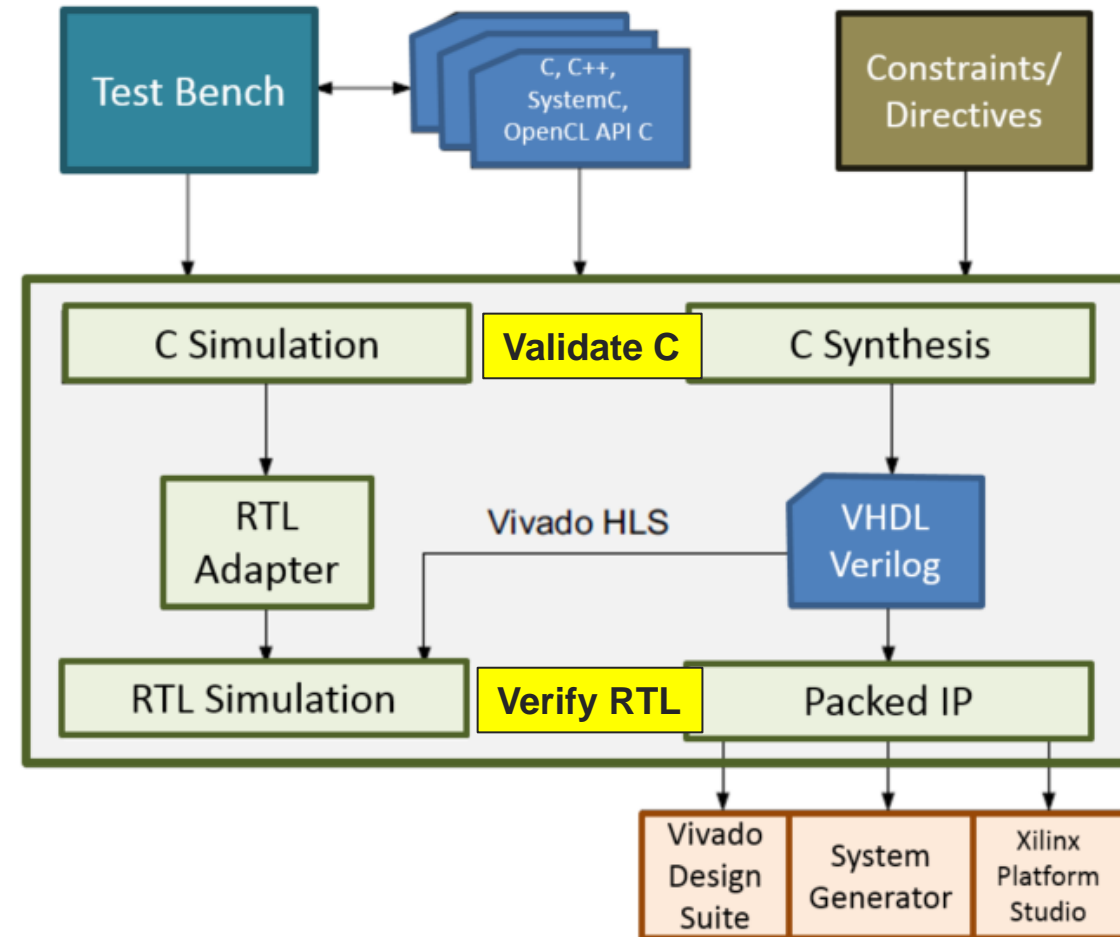 Test Bench
C, C++,
SystemC,
OpenCL API C
Constraints/
Directives
C Simulation
Validate C
C Synthesis
RTL
Adapter
Vivado HLS
VHDL
Verilog
RTL Simulation
Verify RTL
Packed IP
Vivado
Design
Suite
System
Generator
Xilinx
Platform
Studio